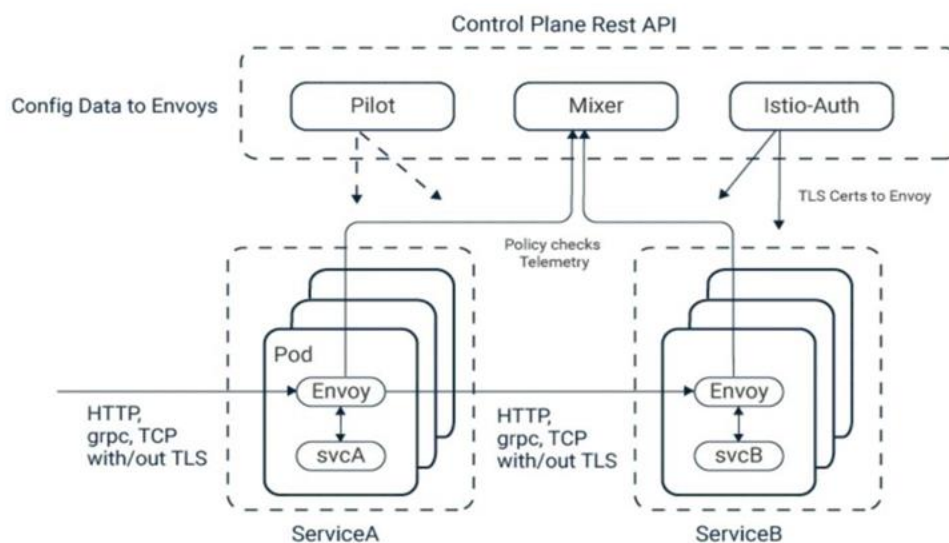 Control Plane Rest API
Config Data to Envoys
Pilot
Mixer
Istio-Auth
TLS Certs to Envoy
Policy checks
Telemetry
Pod
Envoy
svcA
HTTP,
grpc, TCP
with/out TLS
HTTP,
grpc, TCP
with/out TLS
Envoy
svcB
ServiceA
ServiceB